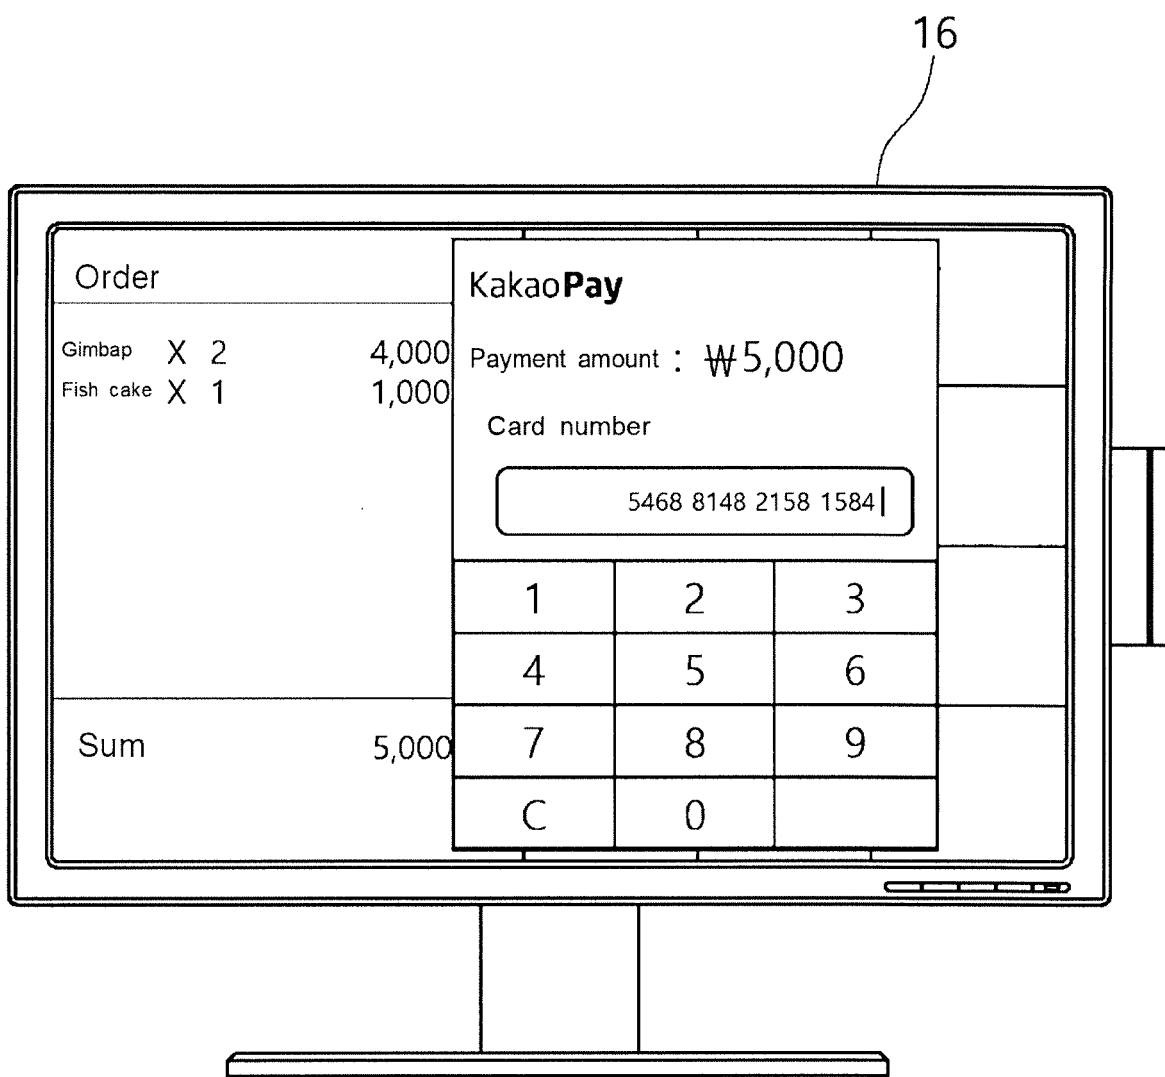 16
Order
Gimbap X 2 4,000
Fish cake X 1 1,000
Sum 5,000
KakaoPay
Payment amount : ₩5,000
Card number
5468 8148 2158 1584
1 2 3
4 5 6
7 8 9
C 0